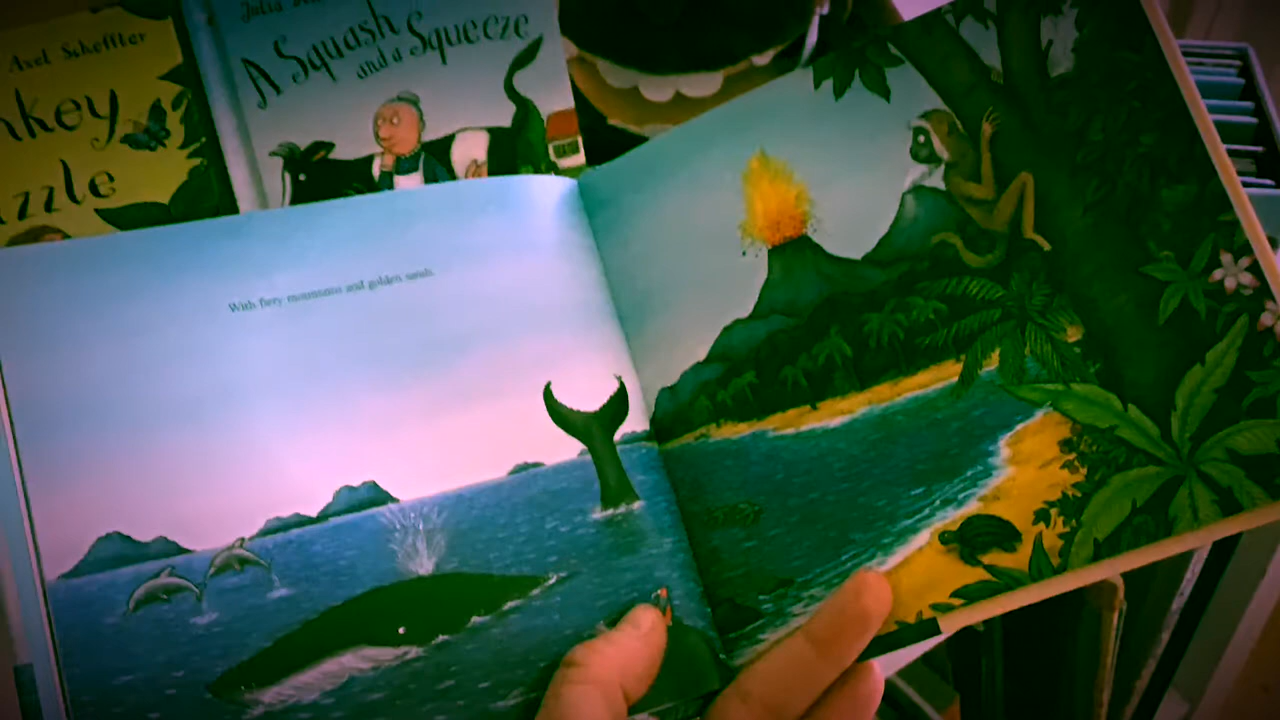 Axel Scheffler
nkey
zzle
Julia
A Squash
and a Squeeze
With fiery mountains and golden sands.